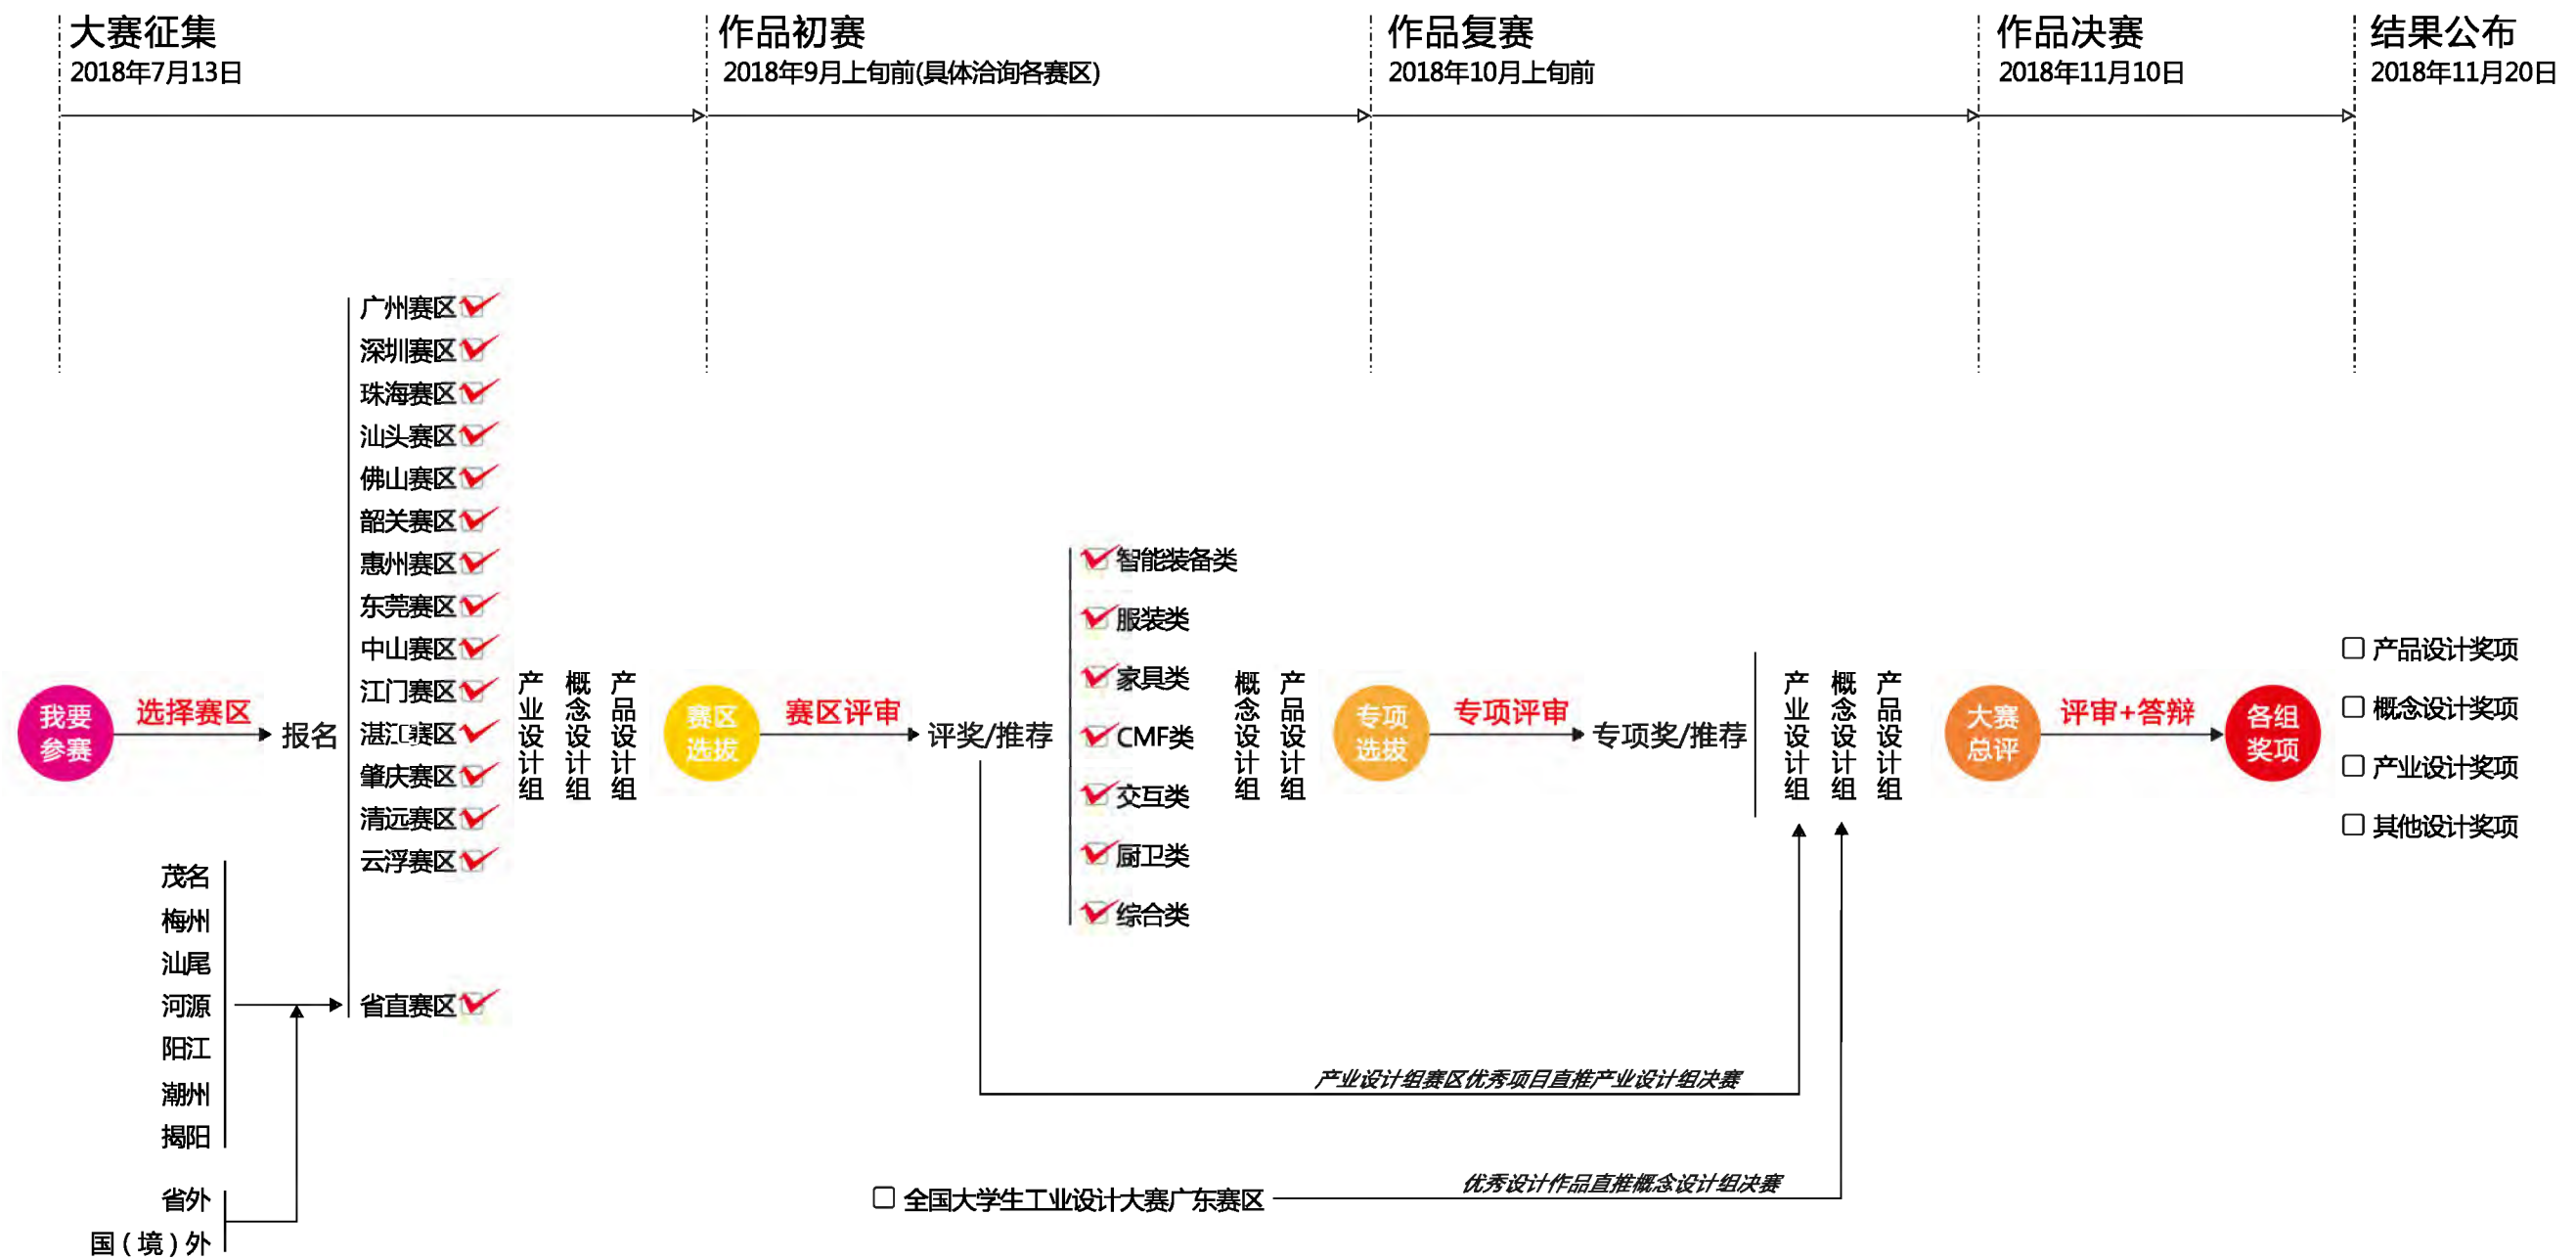 大赛征集
2018年7月13日
作品初赛
2018年9月上旬前(具体洽询各赛区)
作品复赛
2018年10月上旬前
作品决赛
2018年11月10日
结果公布
2018年11月20日
我要
参赛
选择赛区
报名
广州赛区
深圳赛区
珠海赛区
汕头赛区
佛山赛区
韶关赛区
惠州赛区
东莞赛区
中山赛区
江门赛区
湛江赛区
肇庆赛区
清远赛区
云浮赛区
省直赛区
茂名
梅州
汕尾
河源
阳江
潮州
揭阳
省外
国(境)外
产业设计组
概念设计组
产品设计组
赛区
选拔
赛区评审
评奖/推荐
智能装备类
服装类
家具类
CMF类
交互类
厨卫类
综合类
概念设计组
产品设计组
专项
选拔
专项评审
专项奖/推荐
产业设计组
概念设计组
产品设计组
产业设计组赛区优秀项目直推产业设计组决赛
全国大学生工业设计大赛广东赛区
优秀设计作品直推概念设计组决赛
大赛
总评
评审+答辩
各组
奖项
产品设计奖项
概念设计奖项
产业设计奖项
其他设计奖项